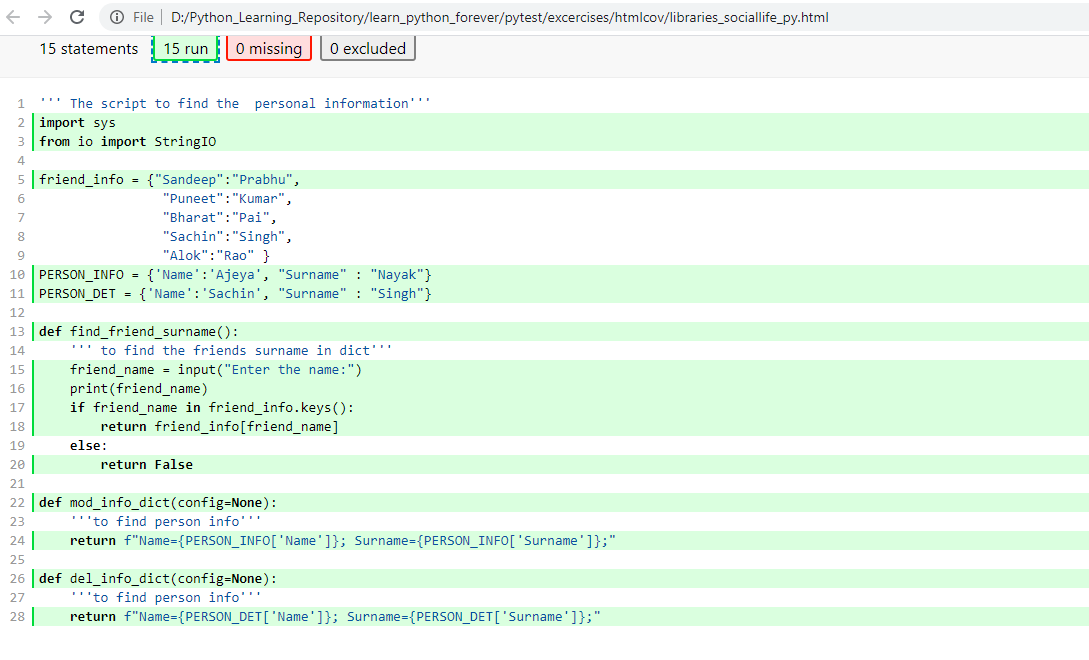 File | D:/Python_Learning_Repository/learn_python_forever/pytest/excercises/htmlcov/libraries_sociallife_py.html
15 statements 15 run 0 missing 0 excluded
1 ''' The script to find the  personal information'''
2 import sys
3 from io import StringIO
4
5 friend_info = {"Sandeep":"Prabhu",
6                 "Puneet":"Kumar",
7                 "Bharat":"Pai",
8                 "Sachin":"Singh",
9                 "Alok":"Rao" }
10 PERSON_INFO = {'Name':'Ajeya', "Surname" : "Nayak"}
11 PERSON_DET = {'Name':'Sachin', "Surname" : "Singh"}
12
13 def find_friend_surname():
14     ''' to find the friends surname in dict'''
15     friend_name = input("Enter the name:")
16     print(friend_name)
17     if friend_name in friend_info.keys():
18         return friend_info[friend_name]
19     else:
20         return False
21
22 def mod_info_dict(config=None):
23     '''to find person info'''
24     return f"Name={PERSON_INFO['Name']}; Surname={PERSON_INFO['Surname']};"
25
26 def del_info_dict(config=None):
27     '''to find person info'''
28     return f"Name={PERSON_DET['Name']}; Surname={PERSON_DET['Surname']};"